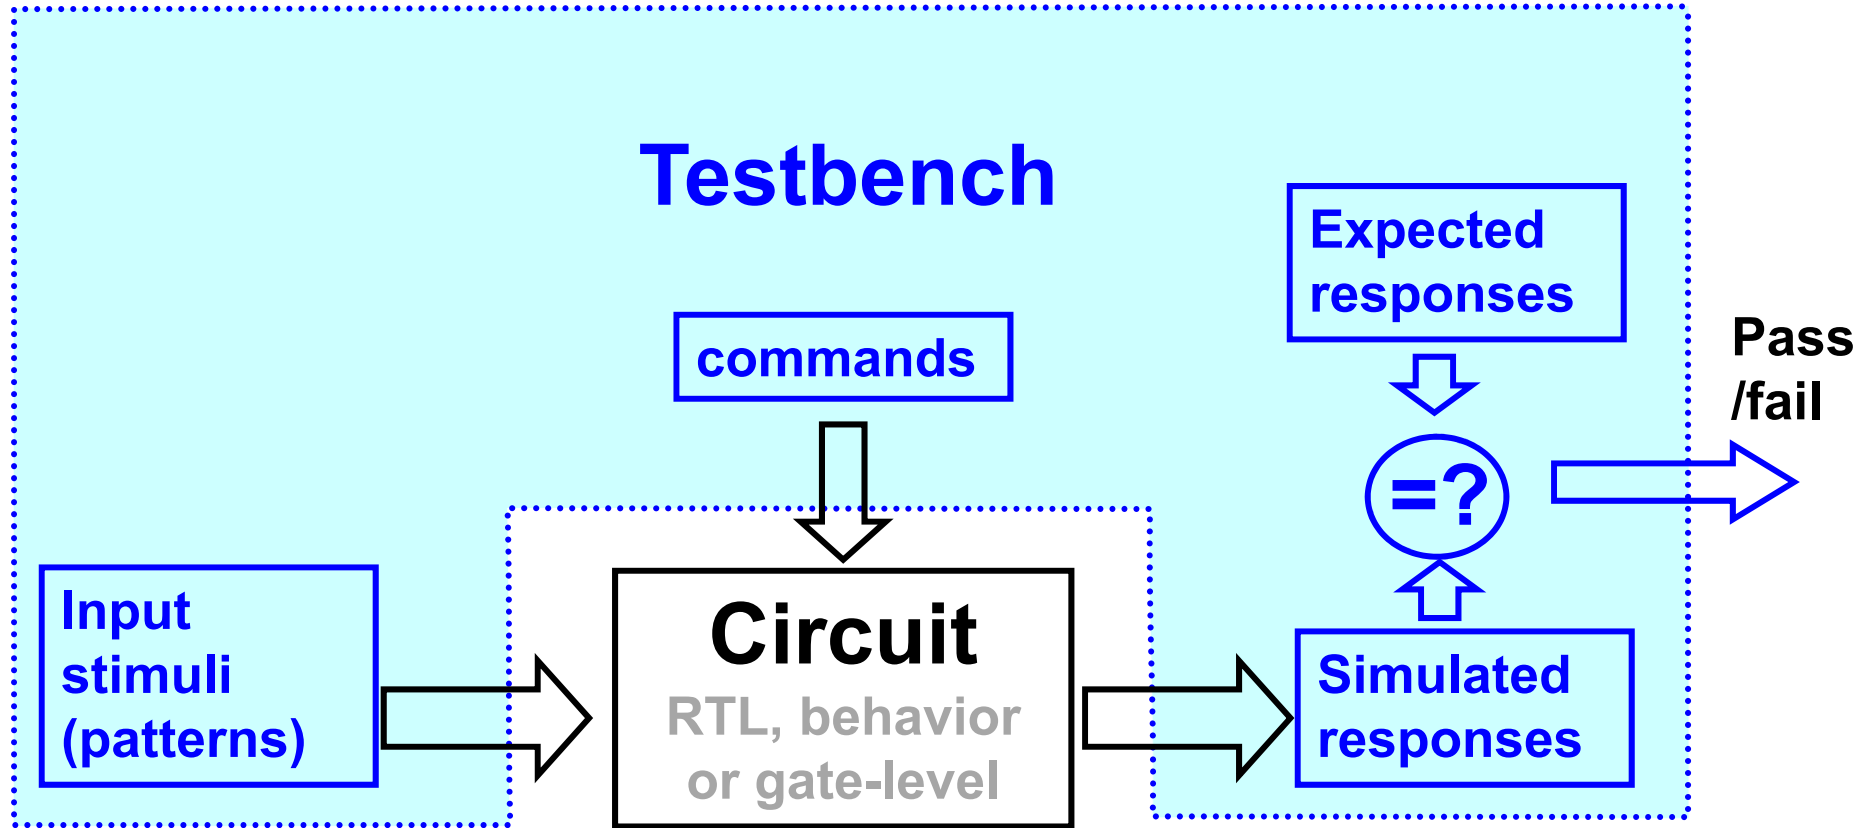 Testbench
Expected
responses
commands
Pass
/fail
=?
Input
stimuli
(patterns)
Circuit
RTL, behavior
or gate-level
Simulated
responses